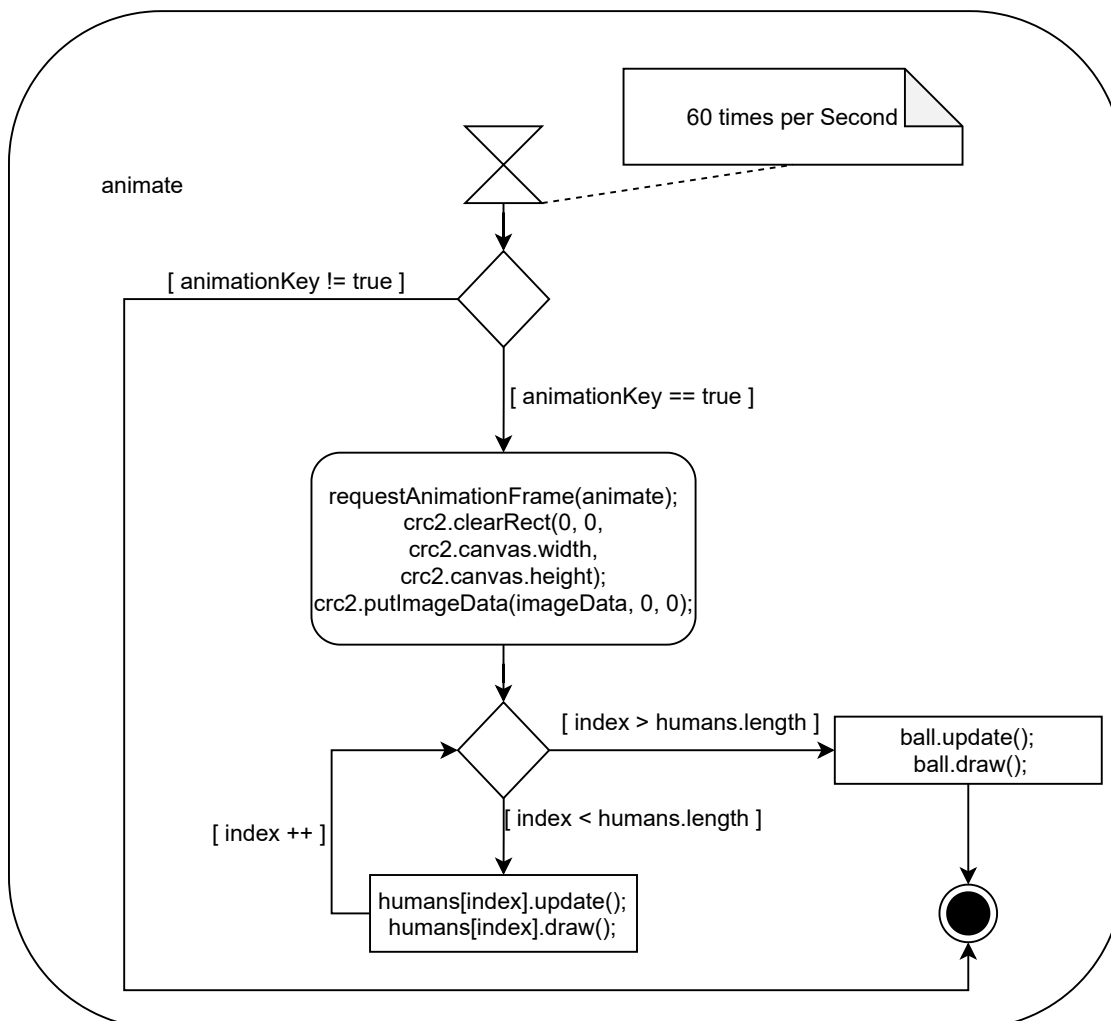 60 times per Second
animate
[ animationKey != true ]
[ animationKey == true ]
requestAnimationFrame(animate);
crc2.clearRect(0, 0,
crc2.canvas.width,
crc2.canvas.height);
crc2.putImageData(imageData, 0, 0);
[ index > humans.length ]
ball.update();
ball.draw();
[ index < humans.length ]
[ index ++ ]
humans[index].update();
humans[index].draw();